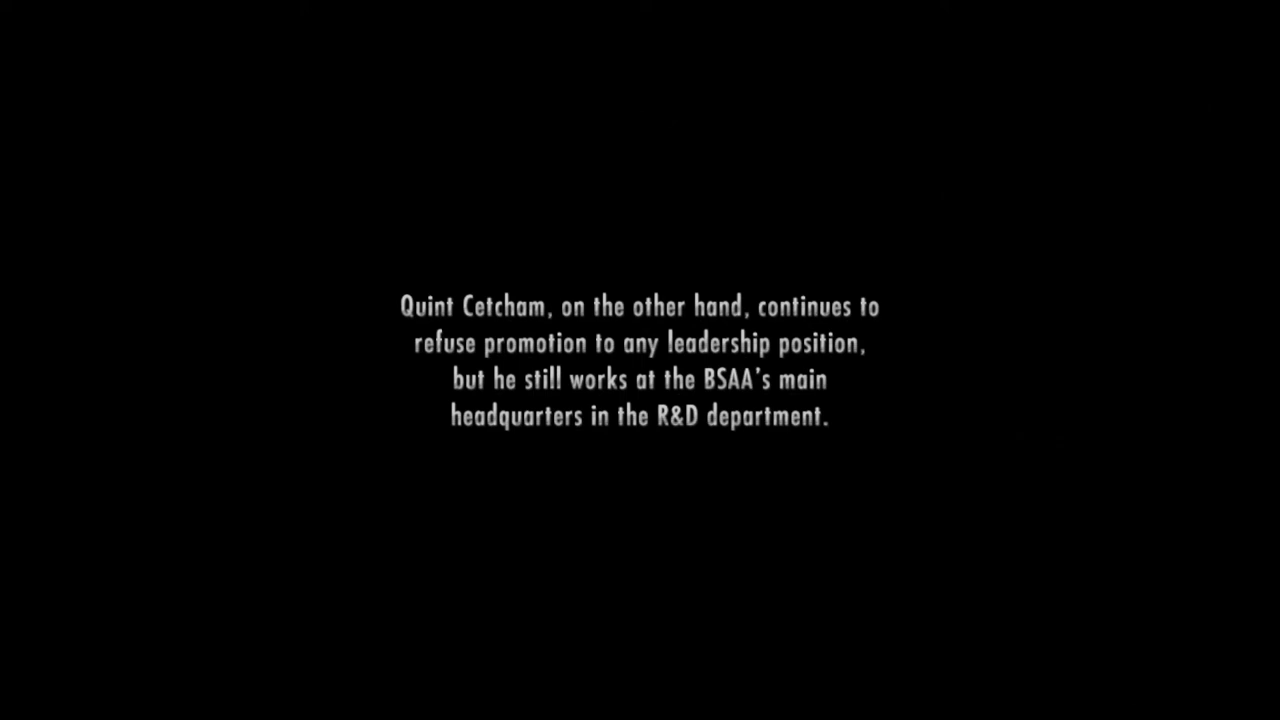 Quint Cetcham, on the other hand, continues to
refuse promotion to any leadership position,
but he still works at the BSAA's main
headquarters in the R&D department.